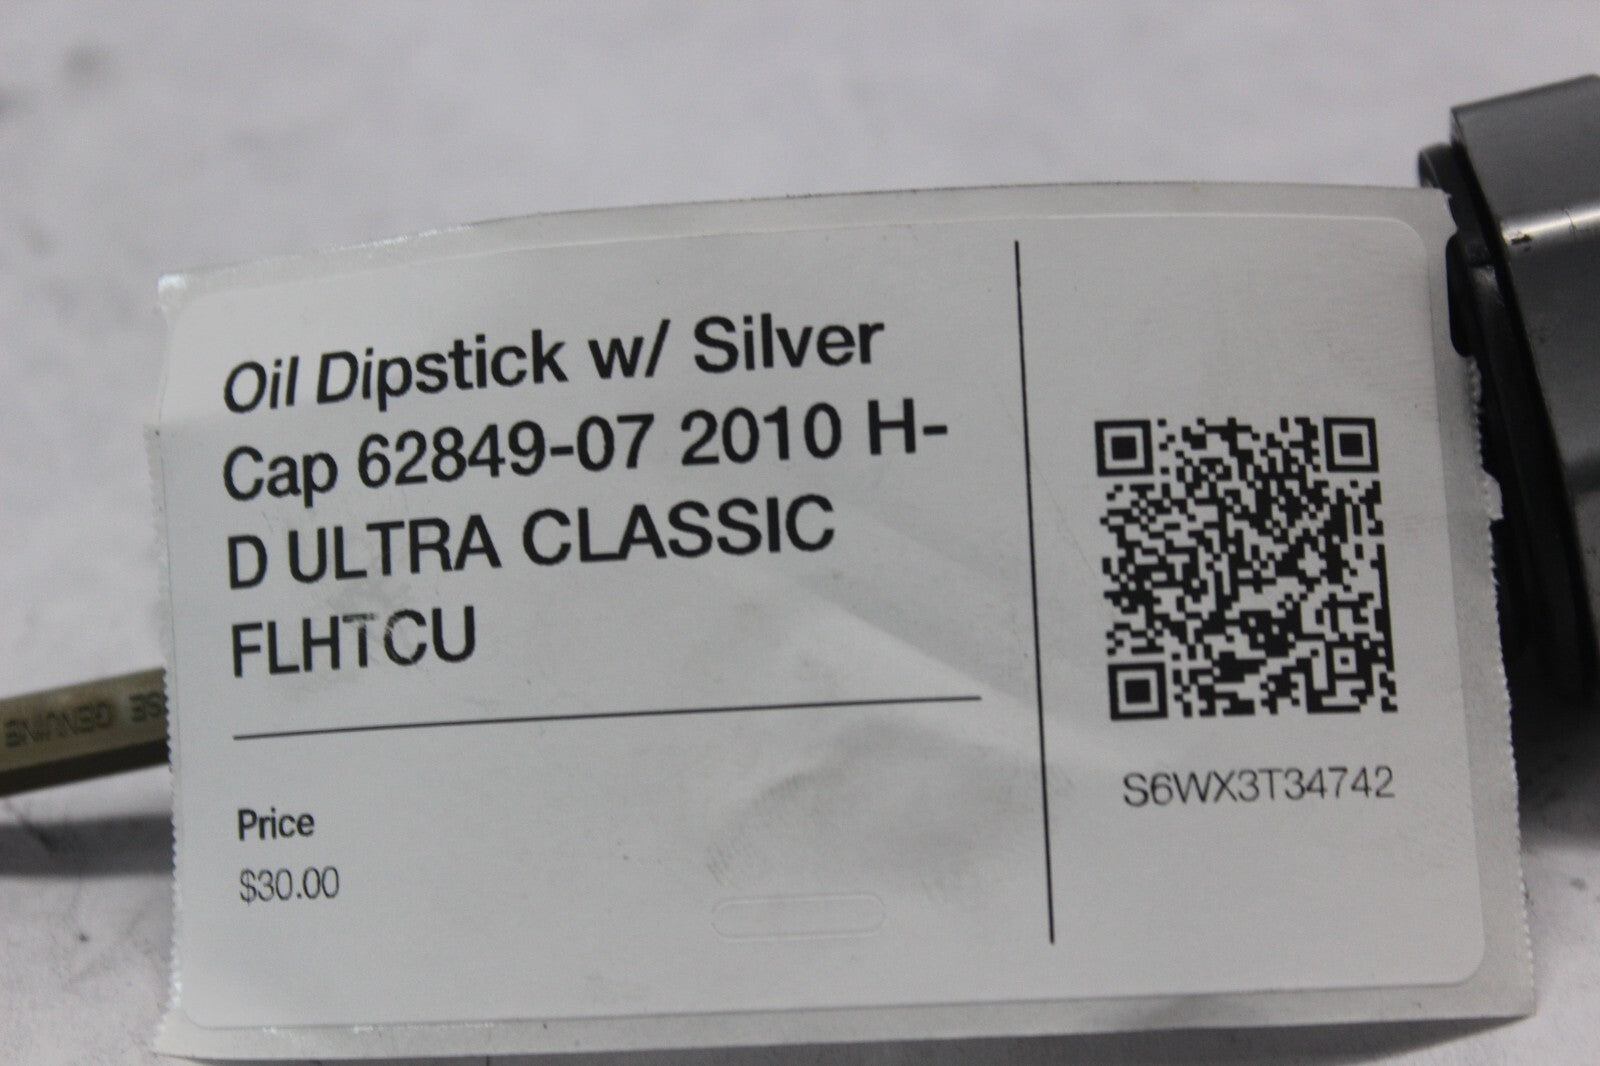 Oil Dipstick w/ Silver
Cap 62849-07 2010 H-
D ULTRA CLASSIC
FLHTCU
Price
$30.00
S6WX3T34742
GENUINE